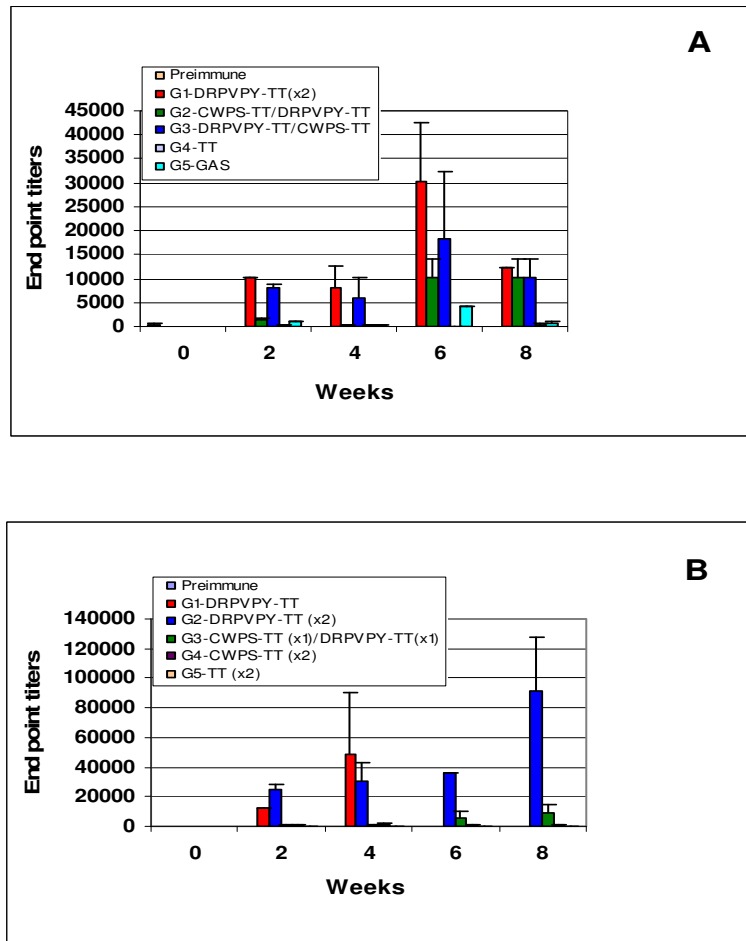 A
Preimmune
G1-DRPVPY-TT(x2)
G2-CWPS-TT/DRPVPY-TT
G3-DRPVPY-TT/CWPS-TT
G4-TT
G5-GAS
45000
40000
35000
30000
25000
20000
15000
10000
5000
0
End point titers
0 2 4 6 8
Weeks
B
Preimmune
G1-DRPVPY-TT
G2-DRPVPY-TT (x2)
G3-CWPS-TT (x1)/DRPVPY-TT(x1)
G4-CWPS-TT (x2)
G5-TT (x2)
140000
120000
100000
80000
60000
40000
20000
0
End point titers
0 2 4 6 8
Weeks